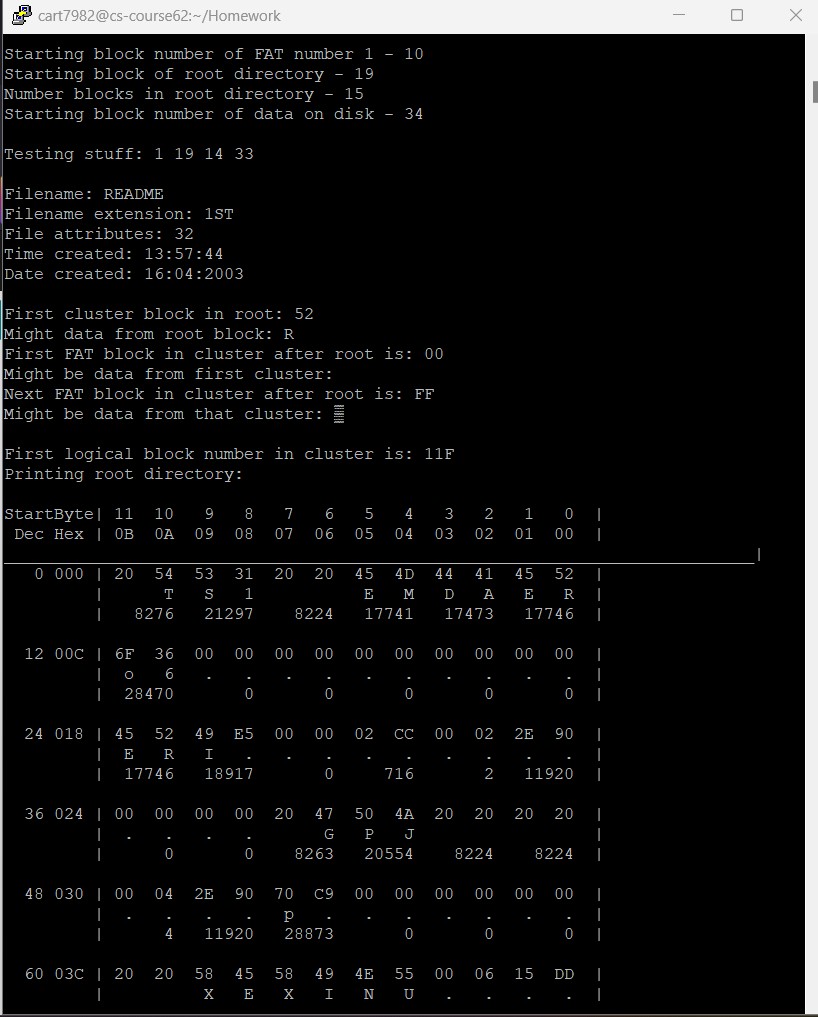 cart7982@cs-course62:~/Homework
Starting block number of FAT number 1 - 10
Starting block of root directory - 19
Number blocks in root directory - 15
Starting block number of data on disk - 34
Testing stuff: 1 19 14 33
Filename: README
Filename extension: 1ST
File attributes: 32
Time created: 13:57:44
Date created: 16:04:2003
First cluster block in root: 52
Might data from root block: R
First FAT block in cluster after root is: 00
Might be data from first cluster:
Next FAT block in cluster after root is: FF
Might be data from that cluster: ▒
First logical block number in cluster is: 11F
Printing root directory:
StartByte| 11 10 9 8 7 6 5 4 3 2 1 0 |
Dec Hex | 0B 0A 09 08 07 06 05 04 03 02 01 00 |
___________________________________________________________________________|
0 000 | 20 54 53 31 20 20 45 4D 44 41 45 52 |
| T S 1 E M D A E R |
| 8276 21297 8224 17741 17473 17746 |
12 00C | 6F 36 00 00 00 00 00 00 00 00 00 00 |
| o 6 . . . . . . . . . . |
| 28470 0 0 0 0 0 |
24 018 | 45 52 49 E5 00 00 02 CC 00 02 2E 90 |
| E R I . . . . . . . . . |
| 17746 18917 0 716 2 11920 |
36 024 | 00 00 00 00 20 47 50 4A 20 20 20 20 |
| . . . . G P J |
| 0 0 8263 20554 8224 8224 |
48 030 | 00 04 2E 90 70 C9 00 00 00 00 00 00 |
| . . . . p . . . . . . . |
| 4 11920 28873 0 0 0 |
60 03C | 20 20 58 45 58 49 4E 55 00 06 15 DD |
| X E X I N U . . . . |